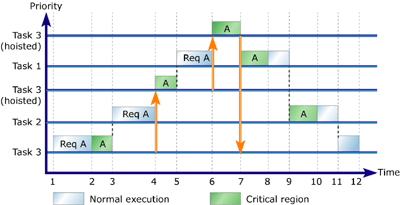 Priority
Task 3
(hoisted)
A
Task 1
Req A
A
Task 3
(hoisted)
A
Task 2
Req A
A
Task 3
Req A
A
Time
1 2 3 4 5 6 7 8 9 10 11 12
Normal execution
Critical region